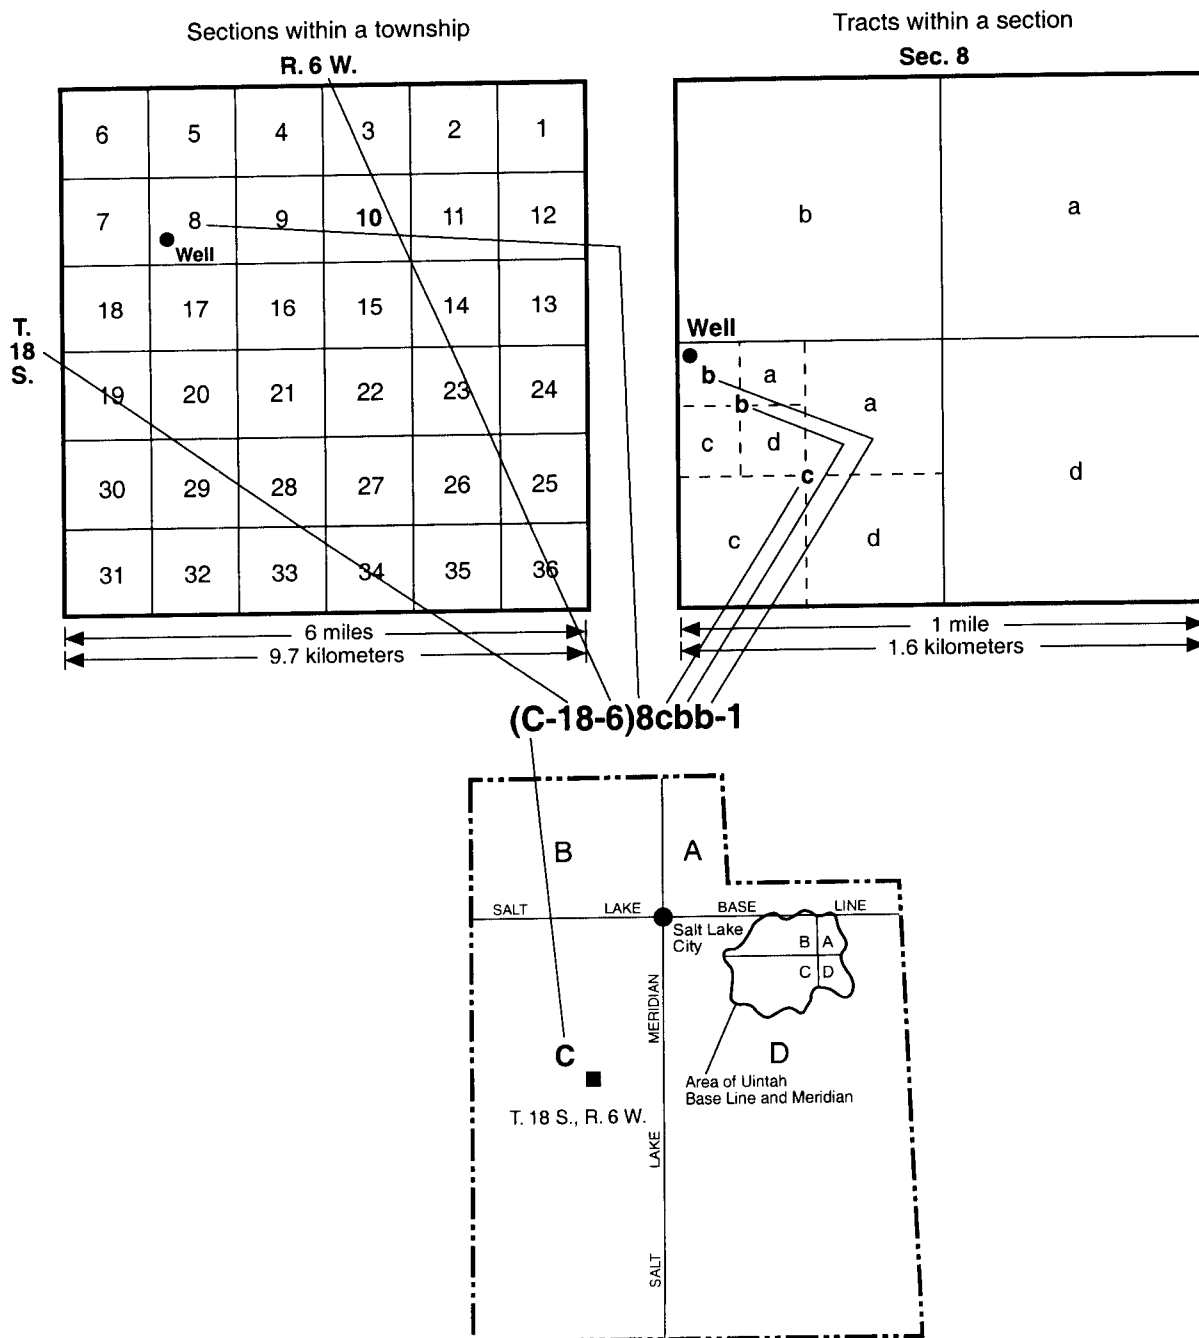 Sections within a township
R. 6 W.
6 5 4 3 2 1
7 8 9 10 11 12
Well
18 17 16 15 14 13
19 20 21 22 23 24
30 29 28 27 26 25
31 32 33 34 35 36
T.
18
S.
6 miles
9.7 kilometers
Tracts within a section
Sec. 8
b a
Well
b a a
b
c d
c
d
c d
1 mile
1.6 kilometers
(C-18-6)8cbb-1
B A
SALT LAKE BASE LINE
Salt Lake
City
B A
C D
MERIDIAN
C
D
Area of Uintah
Base Line and Meridian
T. 18 S., R. 6 W.
LAKE
SALT